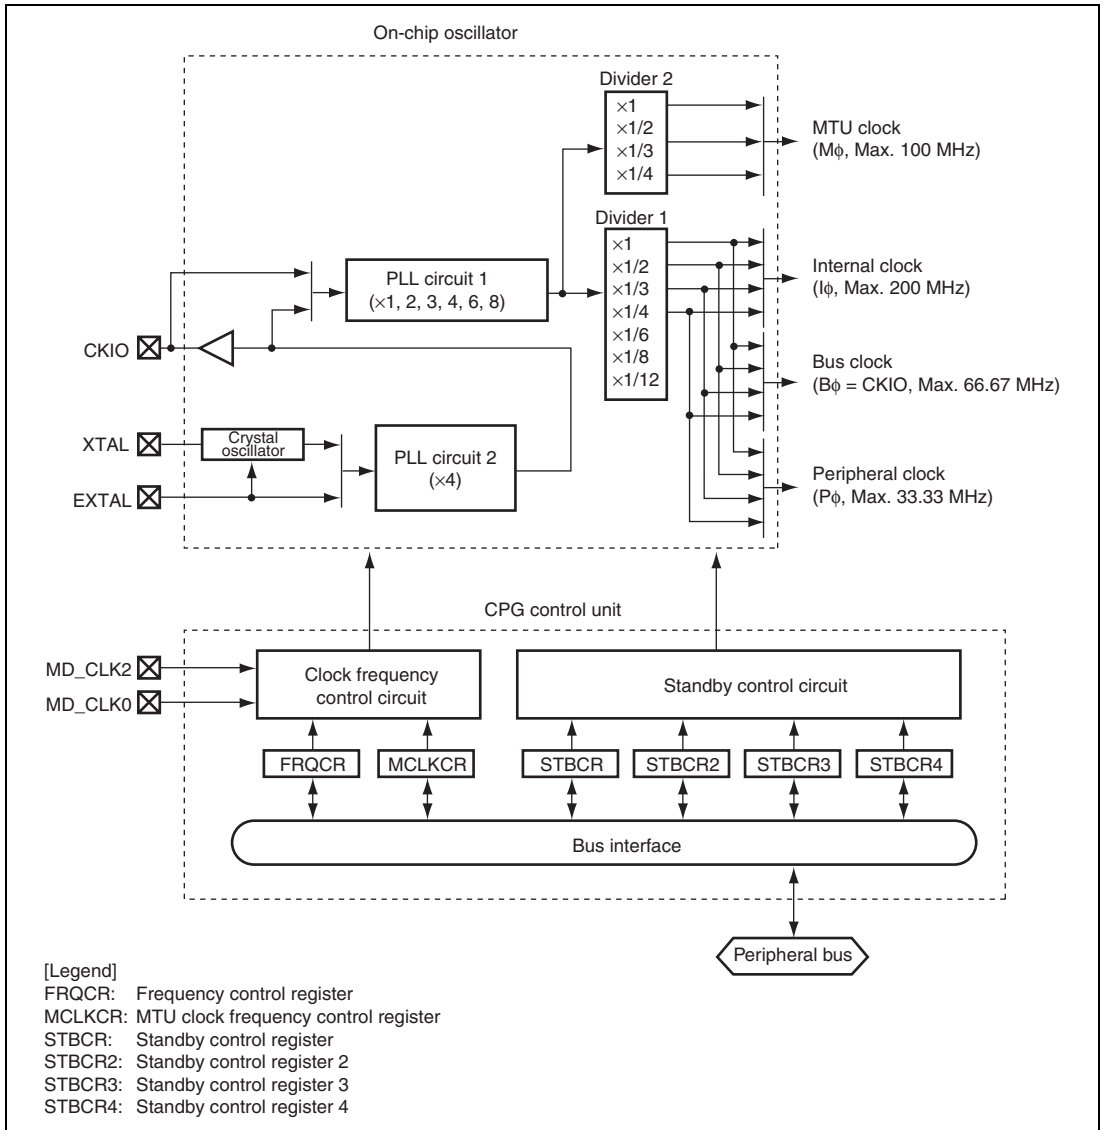 On-chip oscillator
Divider 2
×1
×1/2
×1/3
×1/4
MTU clock
(Mφ, Max. 100 MHz)
Divider 1
×1
×1/2
×1/3
×1/4
×1/6
×1/8
×1/12
PLL circuit 1
(×1, 2, 3, 4, 6, 8)
Internal clock
(Iφ, Max. 200 MHz)
CKIO
Bus clock
(Bφ = CKIO, Max. 66.67 MHz)
XTAL
Crystal
oscillator
PLL circuit 2
(×4)
EXTAL
Peripheral clock
(Pφ, Max. 33.33 MHz)
CPG control unit
MD_CLK2
MD_CLK0
Clock frequency
control circuit
Standby control circuit
FRQCR
MCLKCR
STBCR
STBCR2
STBCR3
STBCR4
Bus interface
Peripheral bus
[Legend]
FRQCR: Frequency control register
MCLKCR: MTU clock frequency control register
STBCR: Standby control register
STBCR2: Standby control register 2
STBCR3: Standby control register 3
STBCR4: Standby control register 4